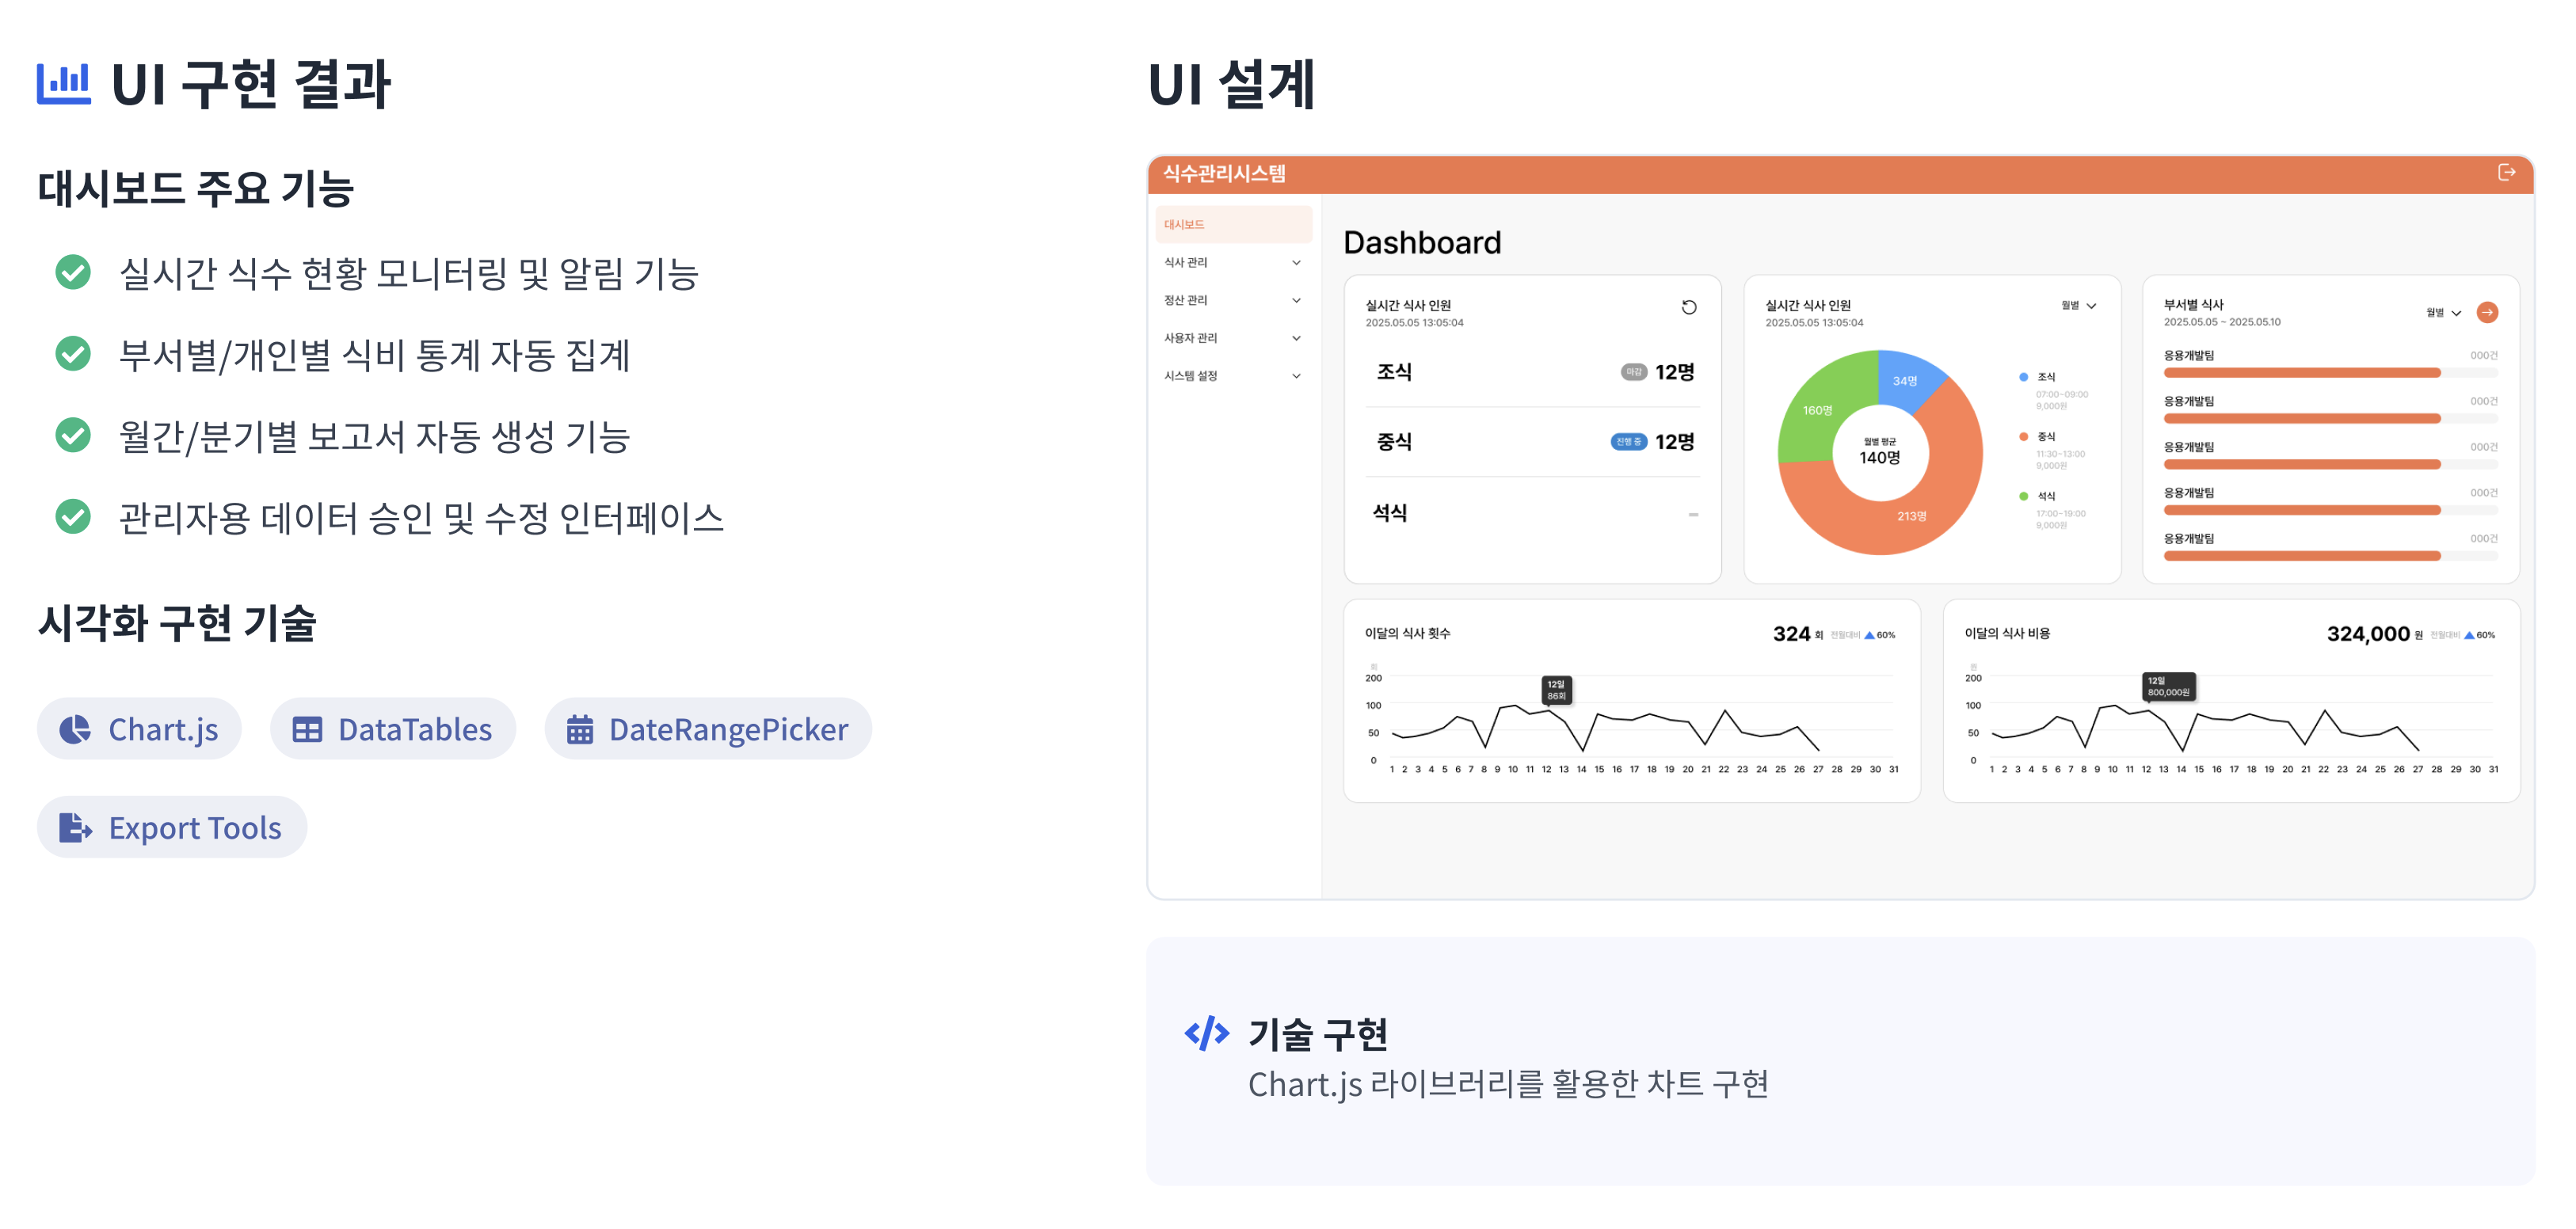 UI 구현 결과
대시보드 주요 기능
실시간 식수 현황 모니터링 및 알림 기능
부서별/개인별 식비 통계 자동 집계
월간/분기별 보고서 자동 생성 기능
관리자용 데이터 승인 및 수정 인터페이스
시각화 구현 기술
Chart.js
DataTables
DateRangePicker
Export Tools
UI 설계
식수관리시스템
대시보드
식사 관리
정산 관리
사용자 관리
시스템 설정
Dashboard
실시간 식사 인원
2025.05.05 13:05:04
조식 마감 12명
중식 진행 중 12명
석식 -
실시간 식사 인원 월별
2025.05.05 13:05:04
34명
160명
213명
월별 평균
140명
조식
07:00~09:00
9,000원
중식
11:30~13:00
9,000원
석식
17:00~19:00
9,000원
부서별 식사 월별
2025.05.05 ~ 2025.05.10
응용개발팀 000건
응용개발팀 000건
응용개발팀 000건
응용개발팀 000건
응용개발팀 000건
이달의 식사 횟수 324 회 전월대비 ▲ 60%
회
200
100
50
0
12일
86회
1 2 3 4 5 6 7 8 9 10 11 12 13 14 15 16 17 18 19 20 21 22 23 24 25 26 27 28 29 30 31
이달의 식사 비용 324,000 원 전월대비 ▲ 60%
원
200
100
50
0
12일
800,000원
1 2 3 4 5 6 7 8 9 10 11 12 13 14 15 16 17 18 19 20 21 22 23 24 25 26 27 28 29 30 31
기술 구현
Chart.js 라이브러리를 활용한 차트 구현